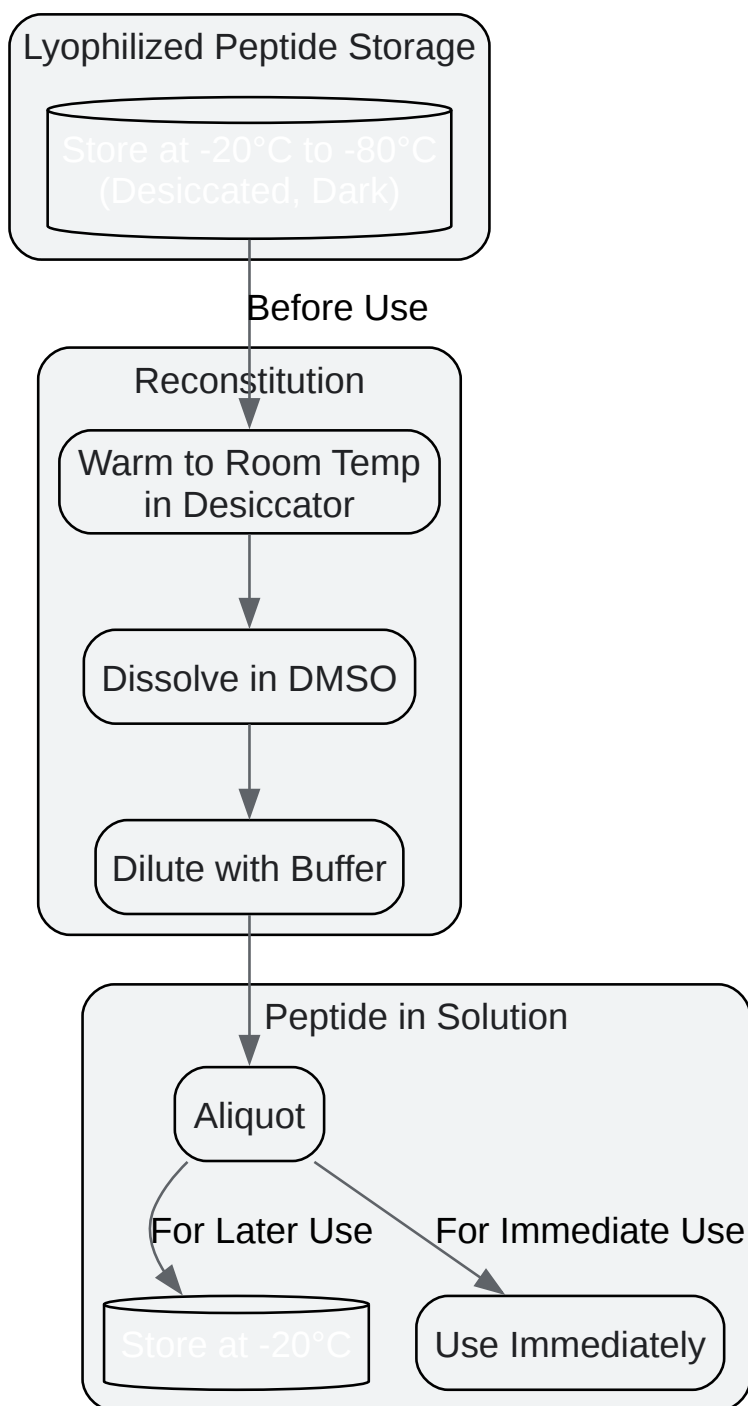 Lyophilized Peptide Storage
Store at -20°C to -80°C
(Desiccated, Dark)
Before Use
Reconstitution
Warm to Room Temp
in Desiccator
Dissolve in DMSO
Dilute with Buffer
Peptide in Solution
Aliquot
For Later Use
For Immediate Use
Store at -20°C
Use Immediately